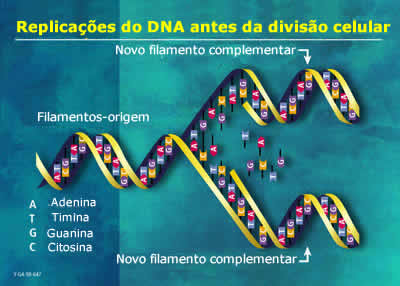 Replicações do DNA antes da divisão celular
Novo filamento complementar
Filamentos-origem
A Adenina
T Timina
G Guanina
C Citosina
Novo filamento complementar